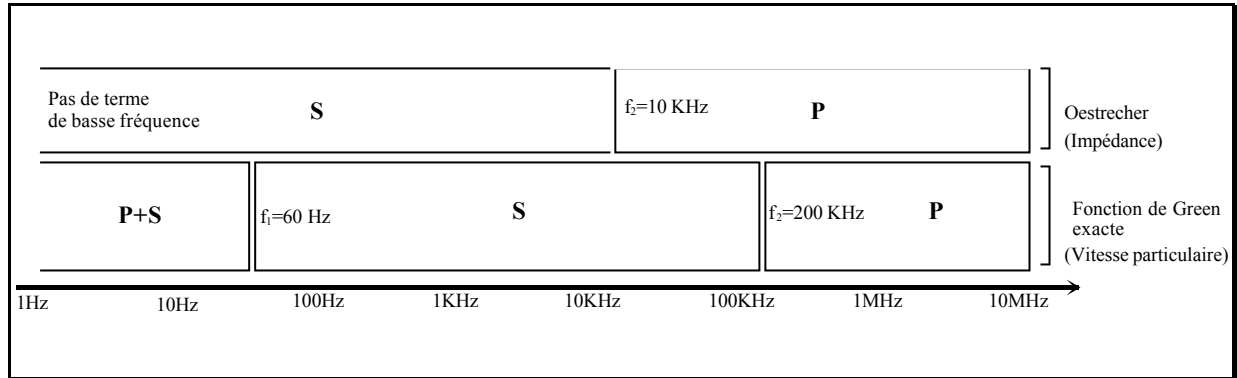 Pas de terme
de basse fréquence
S
f₂=10 KHz
P
Oestrecher
(Impédance)
P+S
f₁=60 Hz
S
f₂=200 KHz
P
Fonction de Green
exacte
(Vitesse particulaire)
1Hz 10Hz 100Hz 1KHz 10KHz 100KHz 1MHz 10MHz